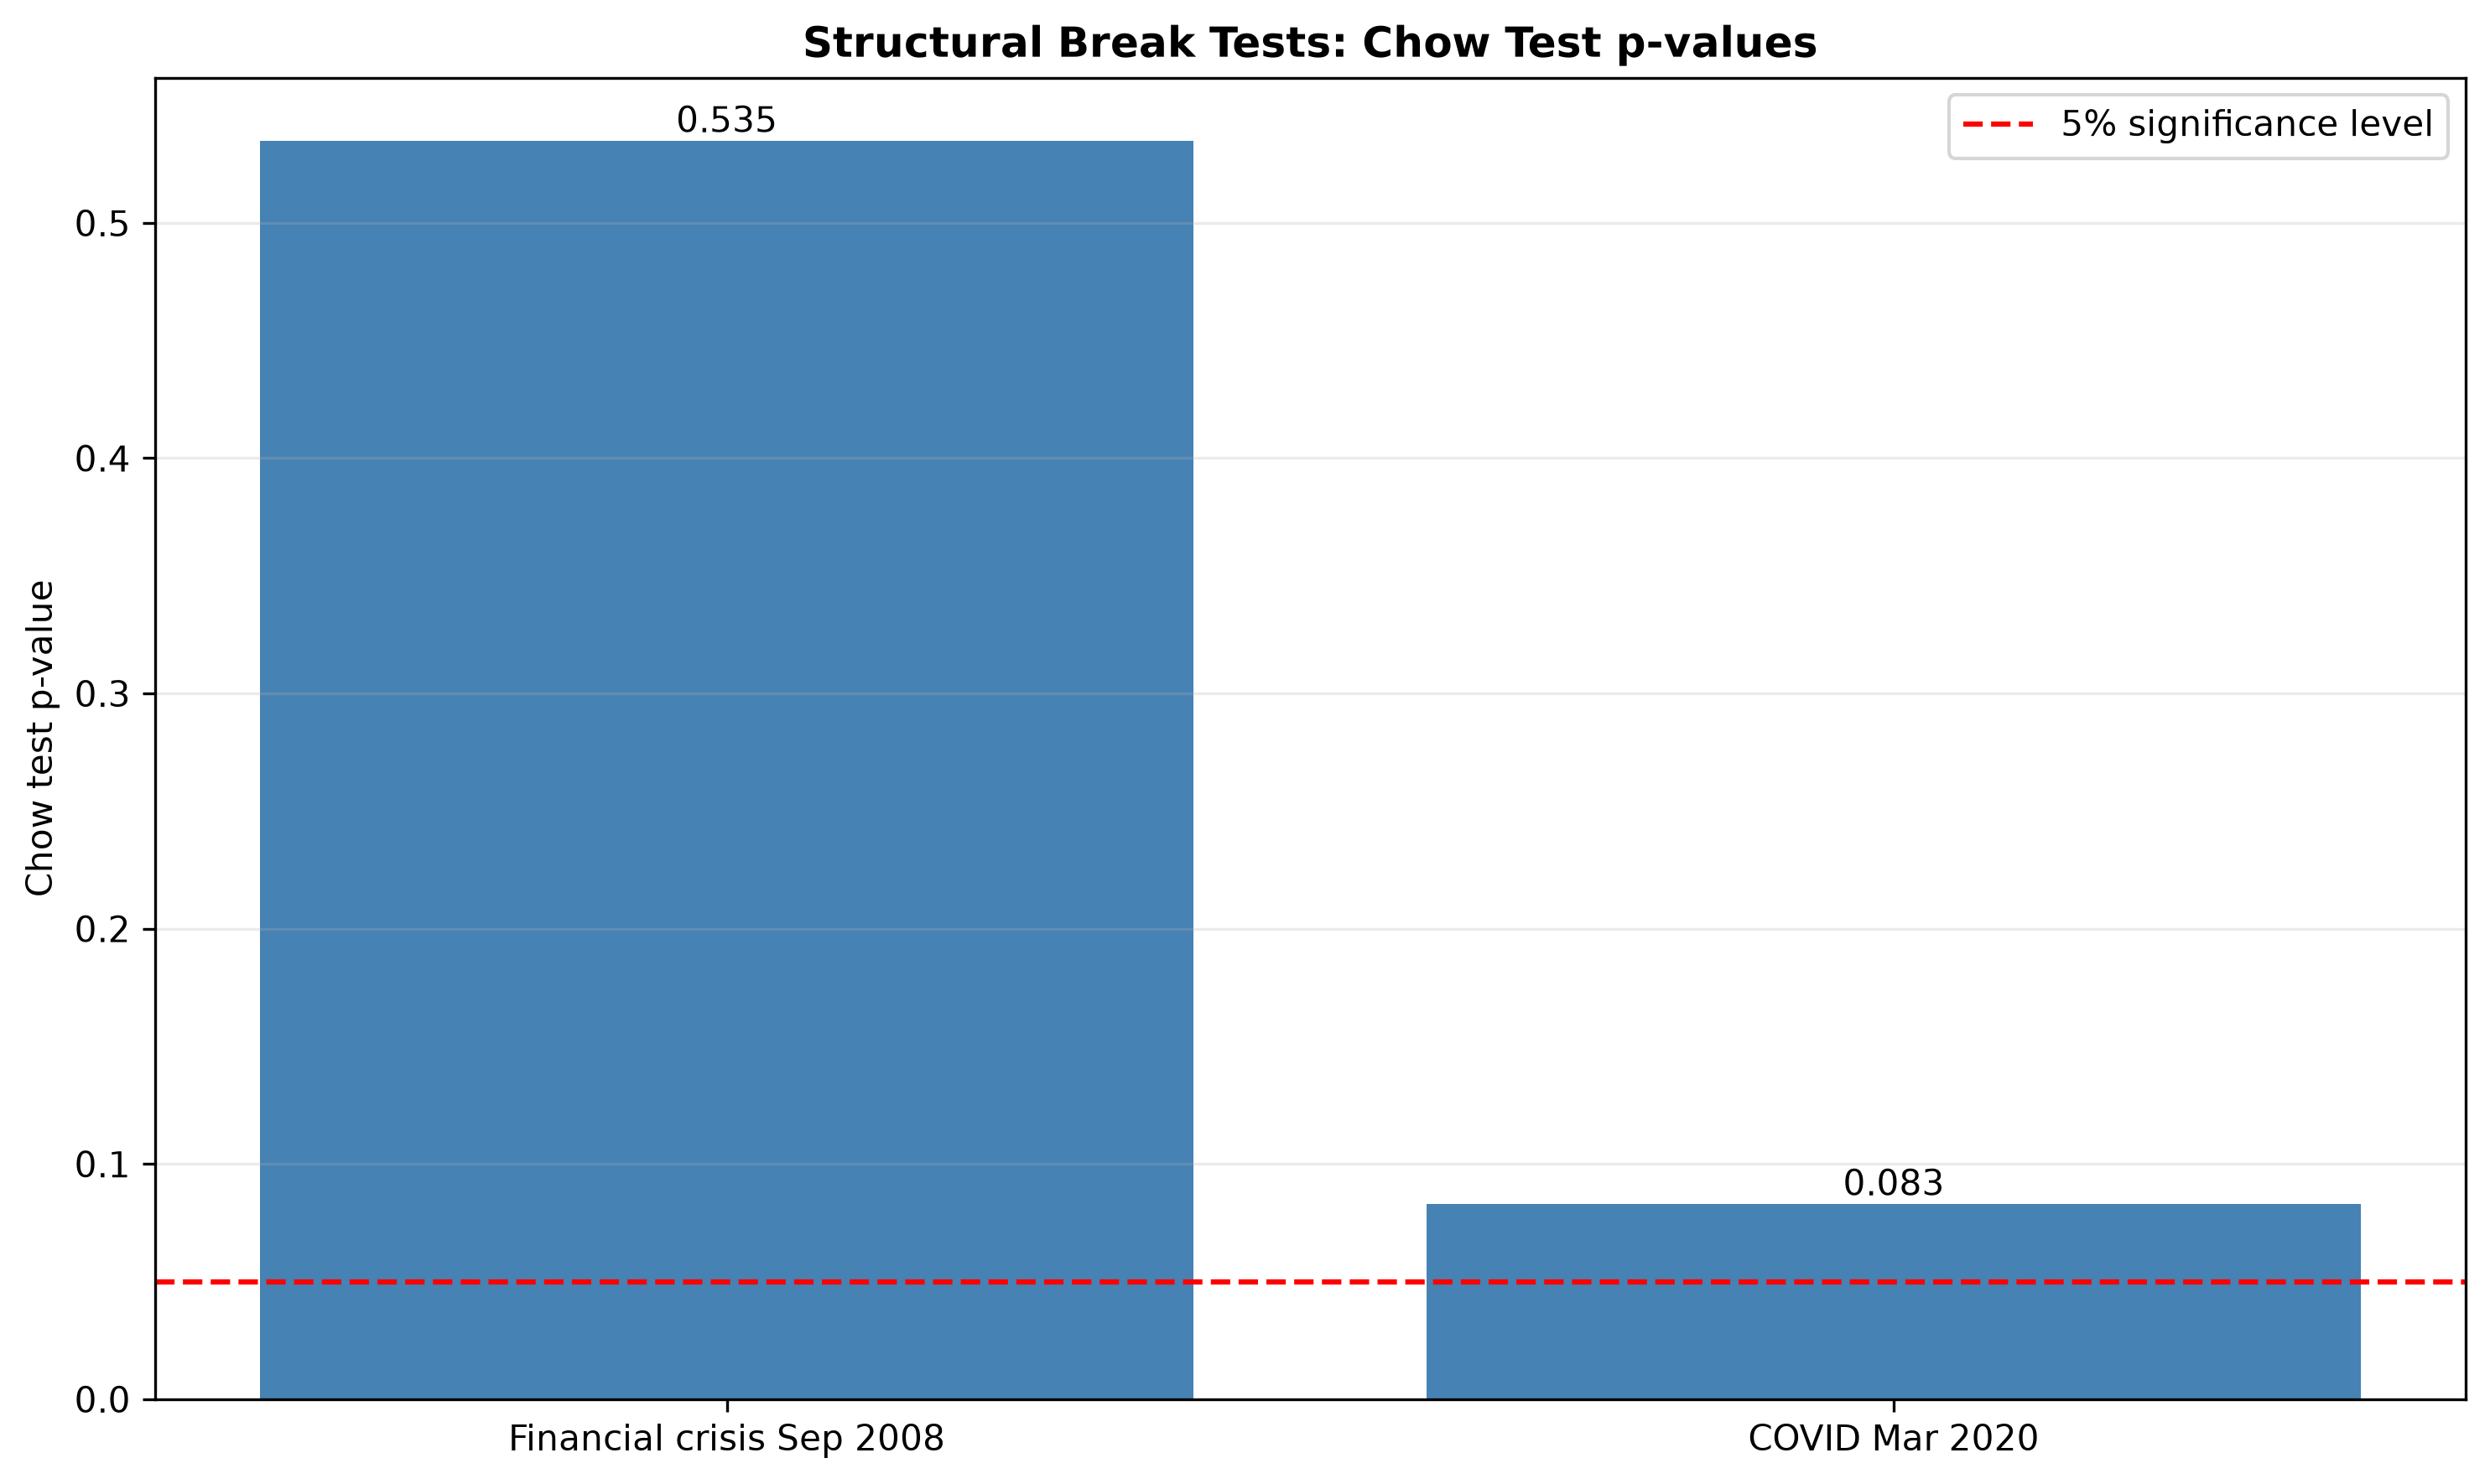 Structural Break Tests: Chow Test p-values
0.535
5% significance level
0.5
0.4
0.3
0.2
0.1
0.0
Chow test p-value
0.083
Financial crisis Sep 2008
COVID Mar 2020